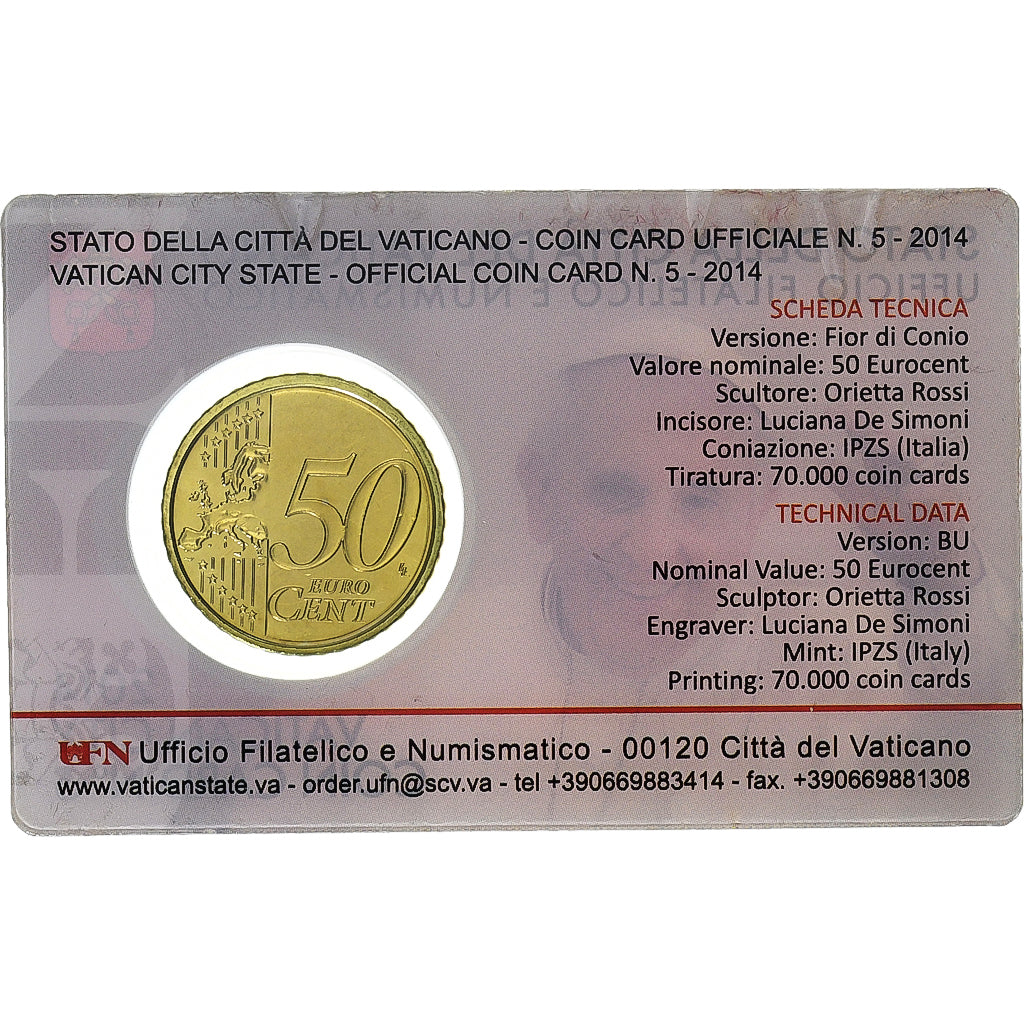 STATO DELLA CITTÀ DEL VATICANO - COIN CARD UFFICIALE N. 5 - 2014
VATICAN CITY STATE - OFFICIAL COIN CARD N. 5 - 2014
SCHEDA TECNICA
Versione: Fior di Conio
Valore nominale: 50 Eurocent
Scultore: Orietta Rossi
Incisore: Luciana De Simoni
Coniazione: IPZS (Italia)
Tiratura: 70.000 coin cards
TECHNICAL DATA
Version: BU
Nominal Value: 50 Eurocent
Sculptor: Orietta Rossi
Engraver: Luciana De Simoni
Mint: IPZS (Italy)
Printing: 70.000 coin cards
50
EURO
CENT
LL
UFN Ufficio Filatelico e Numismatico - 00120 Città del Vaticano
www.vaticanstate.va - order.ufn@scv.va - tel +390669883414 - fax. +390669881308